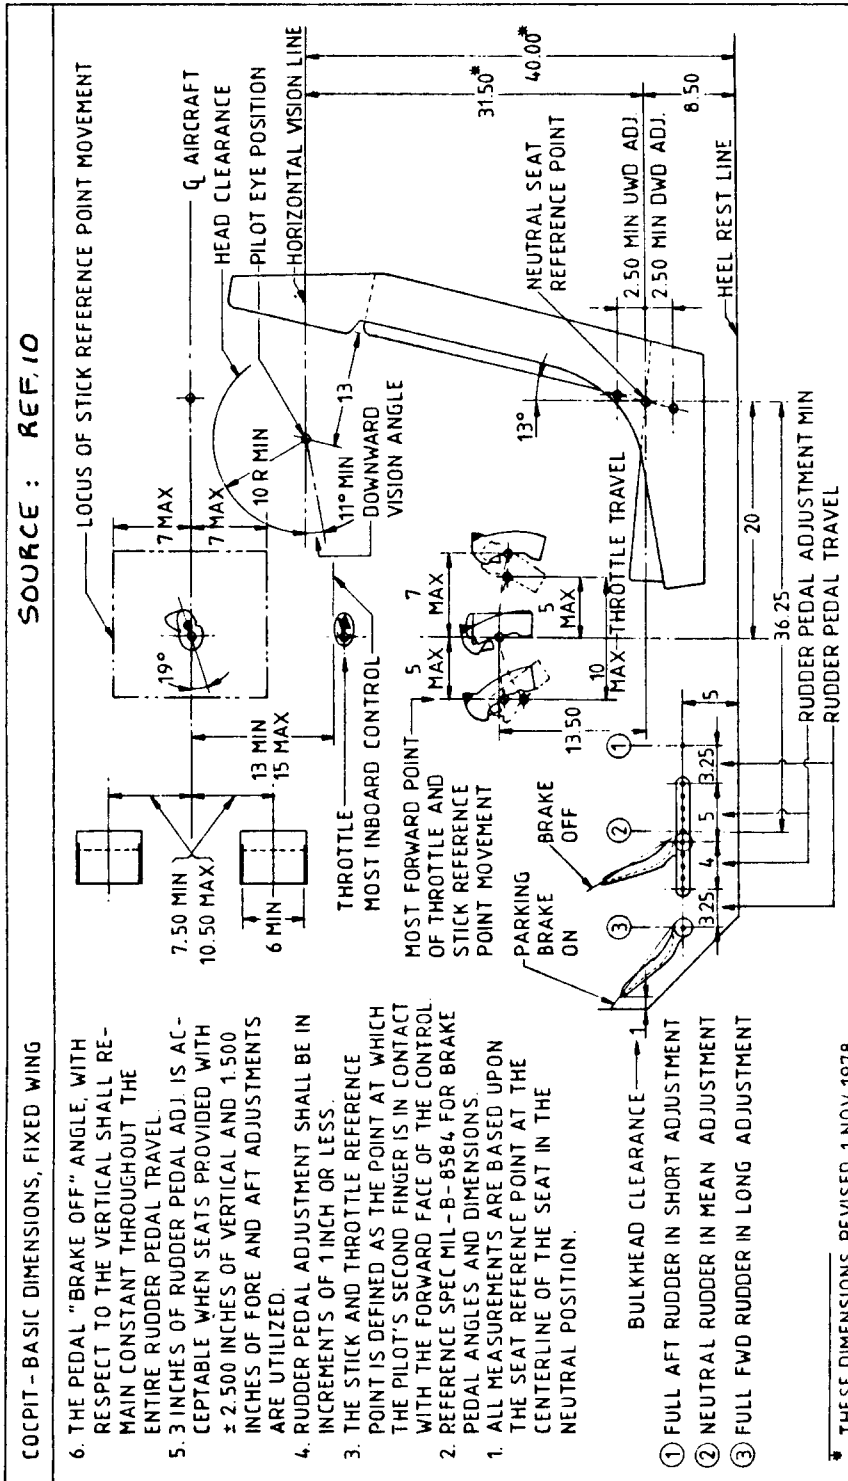 COCPIT-BASIC DIMENSIONS, FIXED WING
SOURCE: REF. 10
6. THE PEDAL "BRAKE OFF" ANGLE, WITH
RESPECT TO THE VERTICAL SHALL RE-
MAIN CONSTANT THROUGHOUT THE
ENTIRE RUDDER PEDAL TRAVEL.
5. 3 INCHES OF RUDDER PEDAL ADJ. IS AC-
CEPTABLE WHEN SEATS PROVIDED WITH
± 2.500 INCHES OF VERTICAL AND 1.500
INCHES OF FORE AND AFT ADJUSTMENTS
ARE UTILIZED.
4. RUDDER PEDAL ADJUSTMENT SHALL BE IN
INCREMENTS OF 1 INCH OR LESS.
3. THE STICK AND THROTTLE REFERENCE
POINT IS DEFINED AS THE POINT AT WHICH
THE PILOT'S SECOND FINGER IS IN CONTACT
WITH THE FORWARD FACE OF THE CONTROL.
2. REFERENCE SPEC MIL-B-8584 FOR BRAKE
PEDAL ANGLES AND DIMENSIONS.
1. ALL MEASUREMENTS ARE BASED UPON
THE SEAT REFERENCE POINT AT THE
CENTERLINE OF THE SEAT IN THE
NEUTRAL POSITION.
BULKHEAD CLEARANCE
1
① FULL AFT RUDDER IN SHORT ADJUSTMENT
② NEUTRAL RUDDER IN MEAN ADJUSTMENT
③ FULL FWD RUDDER IN LONG ADJUSTMENT
* THESE DIMENSIONS REVISED 1 NOV 1978
7.50 MIN
10.50 MAX
6 MIN
13 MIN
15 MAX
THROTTLE
MOST INBOARD CONTROL
19°
7 MAX
7 MAX
LOCUS OF STICK REFERENCE POINT MOVEMENT
℄ AIRCRAFT
HEAD CLEARANCE
PILOT EYE POSITION
HORIZONTAL VISION LINE
10 R MIN
11° MIN
DOWNWARD
VISION ANGLE
13
MOST FORWARD POINT
OF THROTTLE AND
STICK REFERENCE
POINT MOVEMENT
5
MAX
7
MAX
5
MAX
10
MAX THROTTLE TRAVEL
13.50
13°
NEUTRAL SEAT
REFERENCE POINT
31.50*
40.00*
8.50
2.50 MIN UWD ADJ.
2.50 MIN DWD ADJ.
HEEL REST LINE
PARKING
BRAKE
ON
BRAKE
OFF
③
②
①
3.25
4
5
3.25
5
20
36.25
RUDDER PEDAL ADJUSTMENT MIN
RUDDER PEDAL TRAVEL